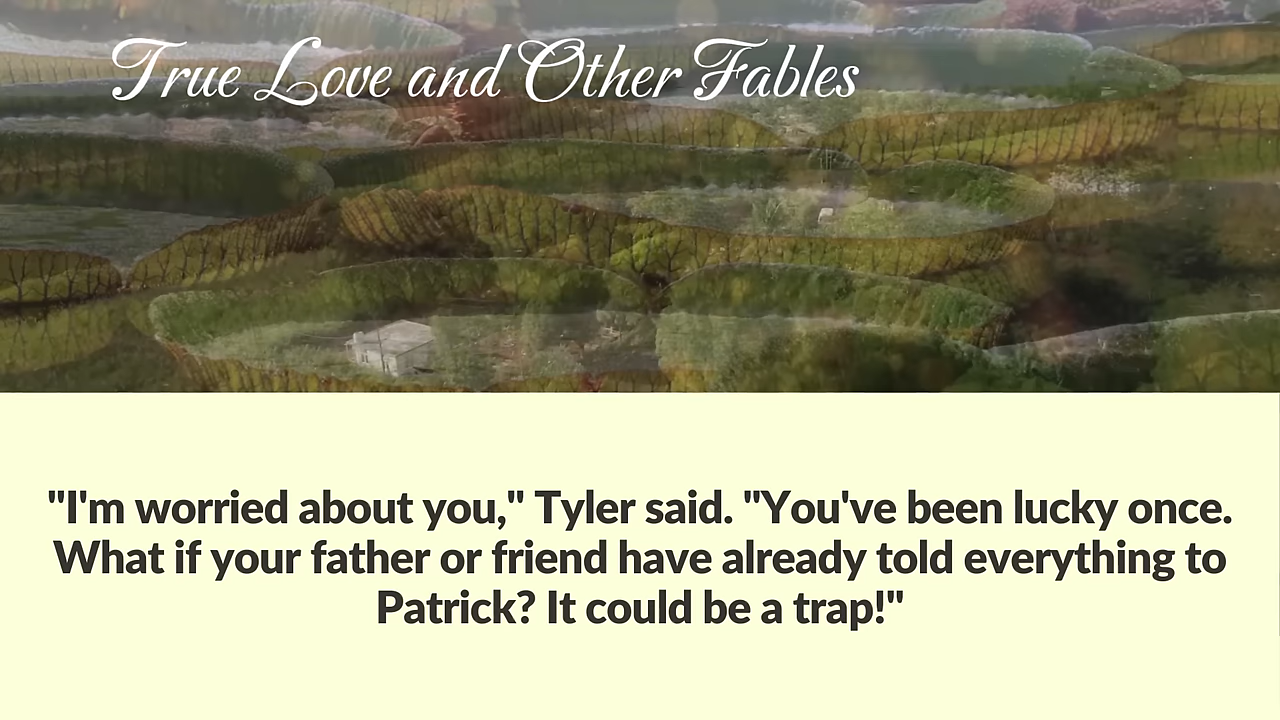 True Love and Other Fables
"I'm worried about you," Tyler said. "You've been lucky once.
What if your father or friend have already told everything to
Patrick? It could be a trap!"